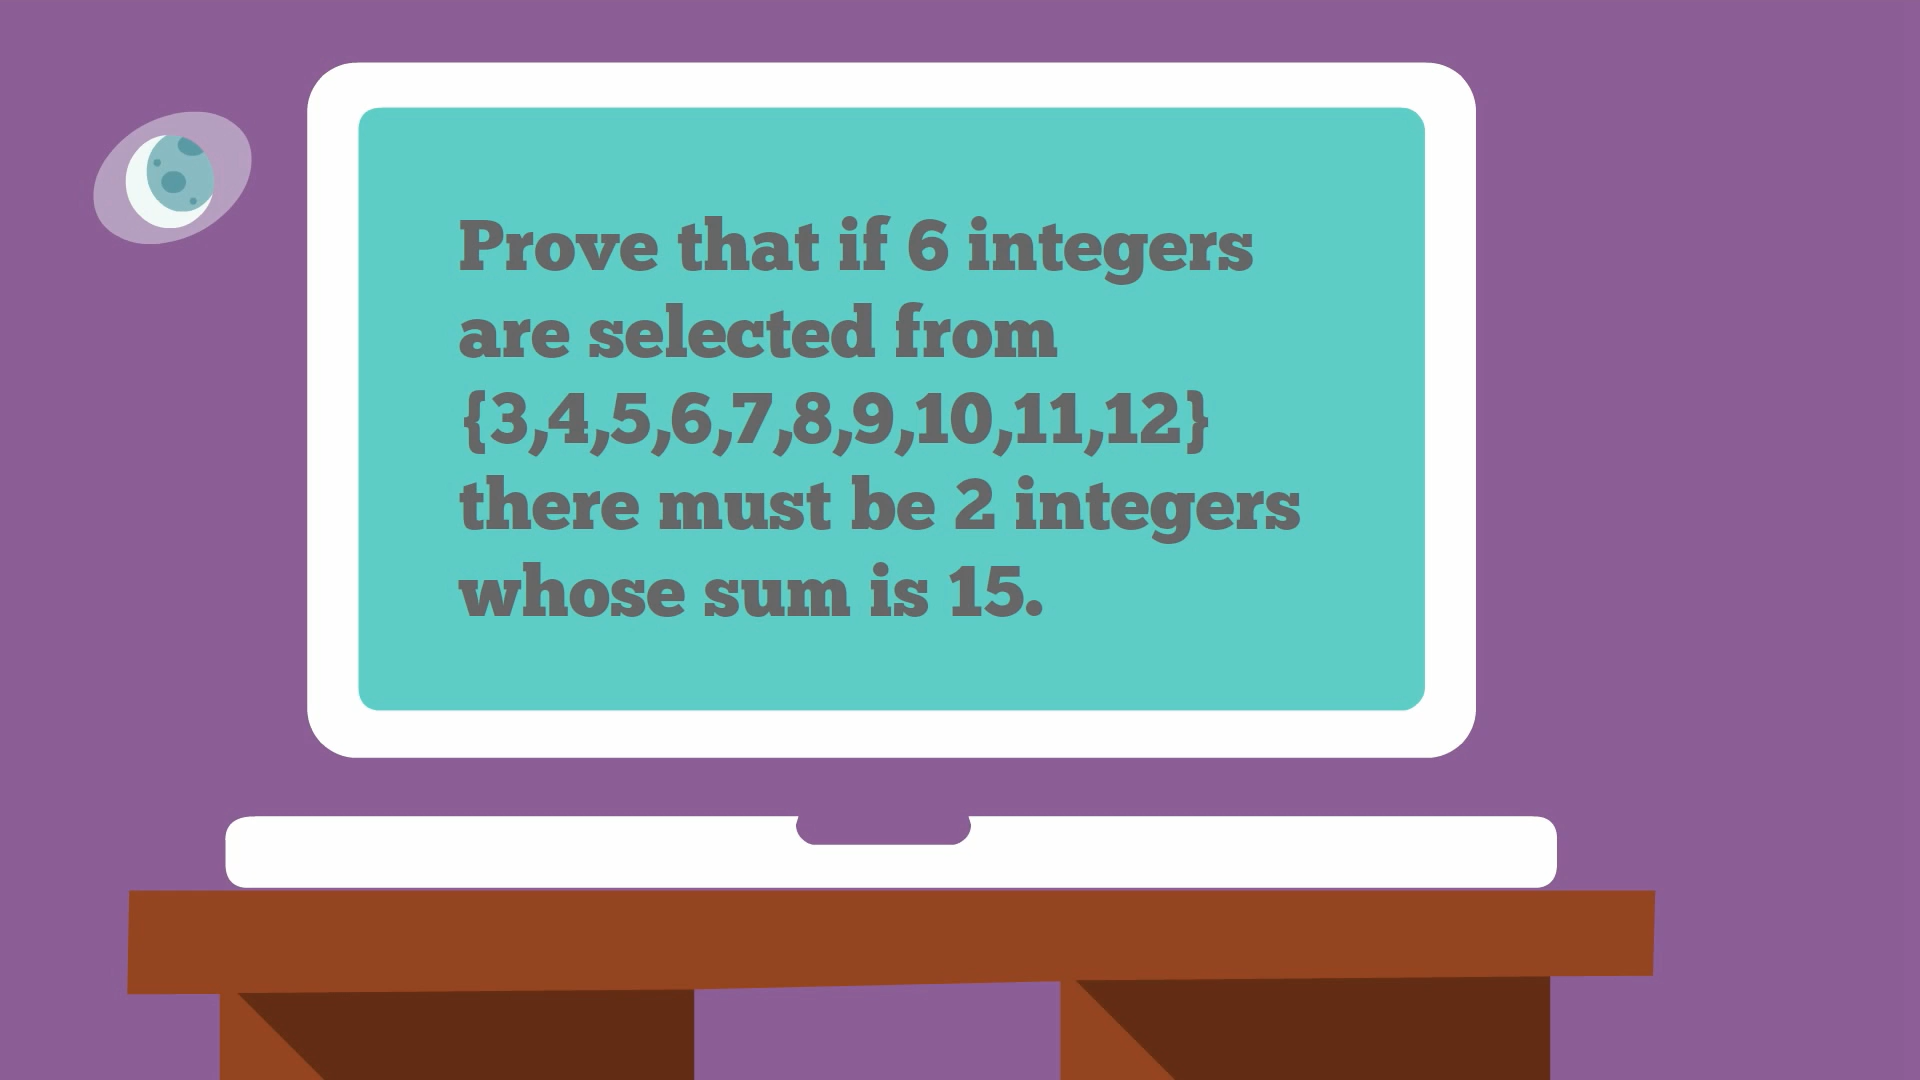 Prove that if 6 integers
are selected from
{3,4,5,6,7,8,9,10,11,12}
there must be 2 integers
whose sum is 15.